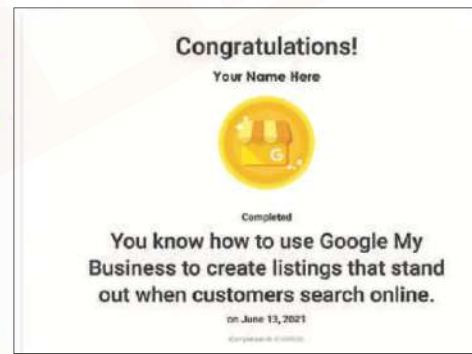 Congratulations!
Your Name Here
G
Completed
You know how to use Google My
Business to create listings that stand
out when customers search online.
on June 13, 2021